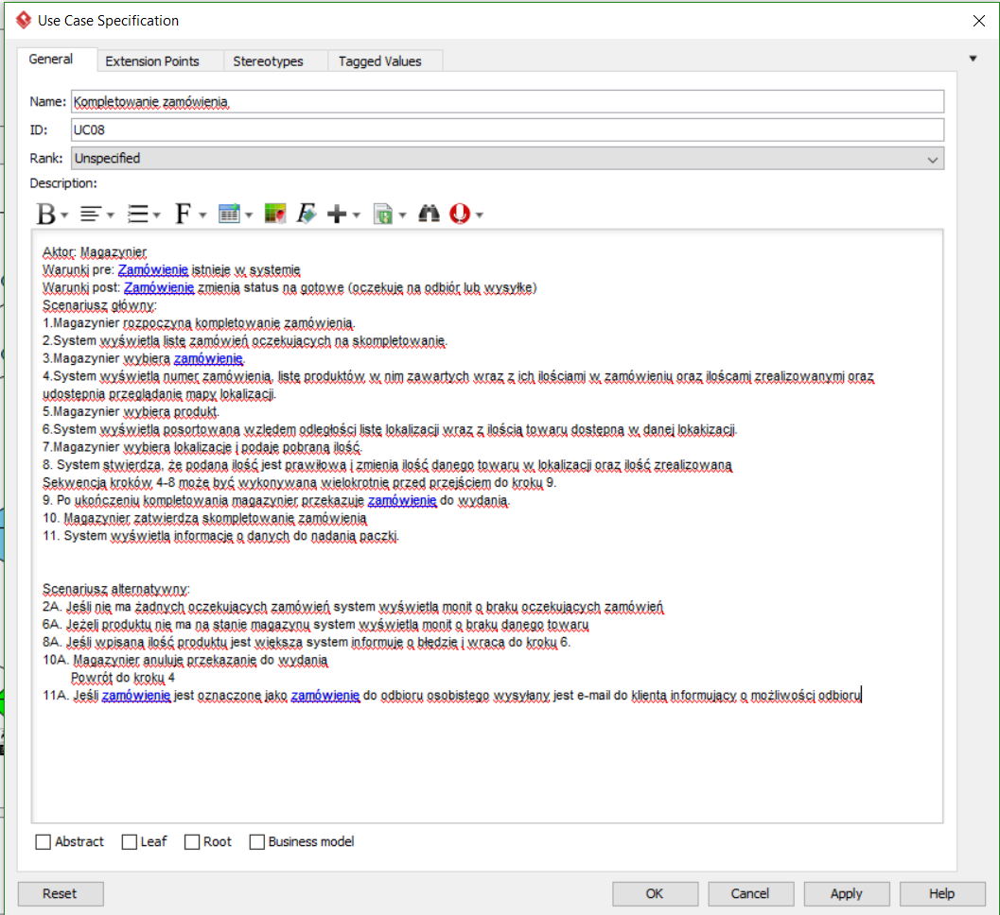 Use Case Specification
General
Extension Points
Stereotypes
Tagged Values
Name: Kompletowanie zamówienia
ID: UC08
Rank: Unspecified
Description:
B F F
Aktor: Magazynier
Warunki pre: Zamówienie istnieje w systemie
Warunki post: Zamówienie zmienia status na gotowe (oczekuje na odbiór lub wysyłke)
Scenariusz główny:
1.Magazynier rozpoczyna kompletowanie zamówienia.
2.System wyświetla listę zamówień oczekujących na skompletowanie.
3.Magazynier wybiera zamówienie.
4.System wyświetla numer zamówienia, listę produktów w nim zawartych wraz z ich ilościami w zamówieniu oraz iloścami zrealizowanymi oraz
udostępnia przeglądanie mapy lokalizacji.
5.Magazynier wybiera produkt.
6.System wyświetla posortowaną wzlędem odległości listę lokalizacji wraz z ilością towaru dostępną w danej lokakizacji.
7.Magazynier wybiera lokalizacje i podaje pobraną ilość.
8. System stwierdza, że podana ilość jest prawiłowa i zmienia ilość danego towaru w lokalizacji oraz ilość zrealizowaną
Sekwencja kroków 4-8 może być wykonywana wielokrotnie przed przejściem do kroku 9.
9. Po ukończeniu kompletowania magazynier przekazuje zamówienie do wydania.
10. Magazynier zatwierdza skompletowanie zamówienia
11. System wyświetla informację o danych do nadania paczki.
Scenariusz alternatywny:
2A. Jeśli nie ma żadnych oczekujących zamówień system wyświetla monit o braku oczekujących zamówień
6A. Jeżeli produktu nie ma na stanie magazynu system wyświetla monit o braku danego towaru
8A. Jeśli wpisana ilość produktu jest większa system informuje o błędzie i wraca do kroku 6.
10A. Magazynier anuluje przekazanie do wydania
Powrót do kroku 4
11A. Jeśli zamówienie jest oznaczone jako zamówienie do odbioru osobistego wysyłany jest e-mail do klienta informujący o możliwości odbioru
Abstract
Leaf
Root
Business model
Reset
OK
Cancel
Apply
Help